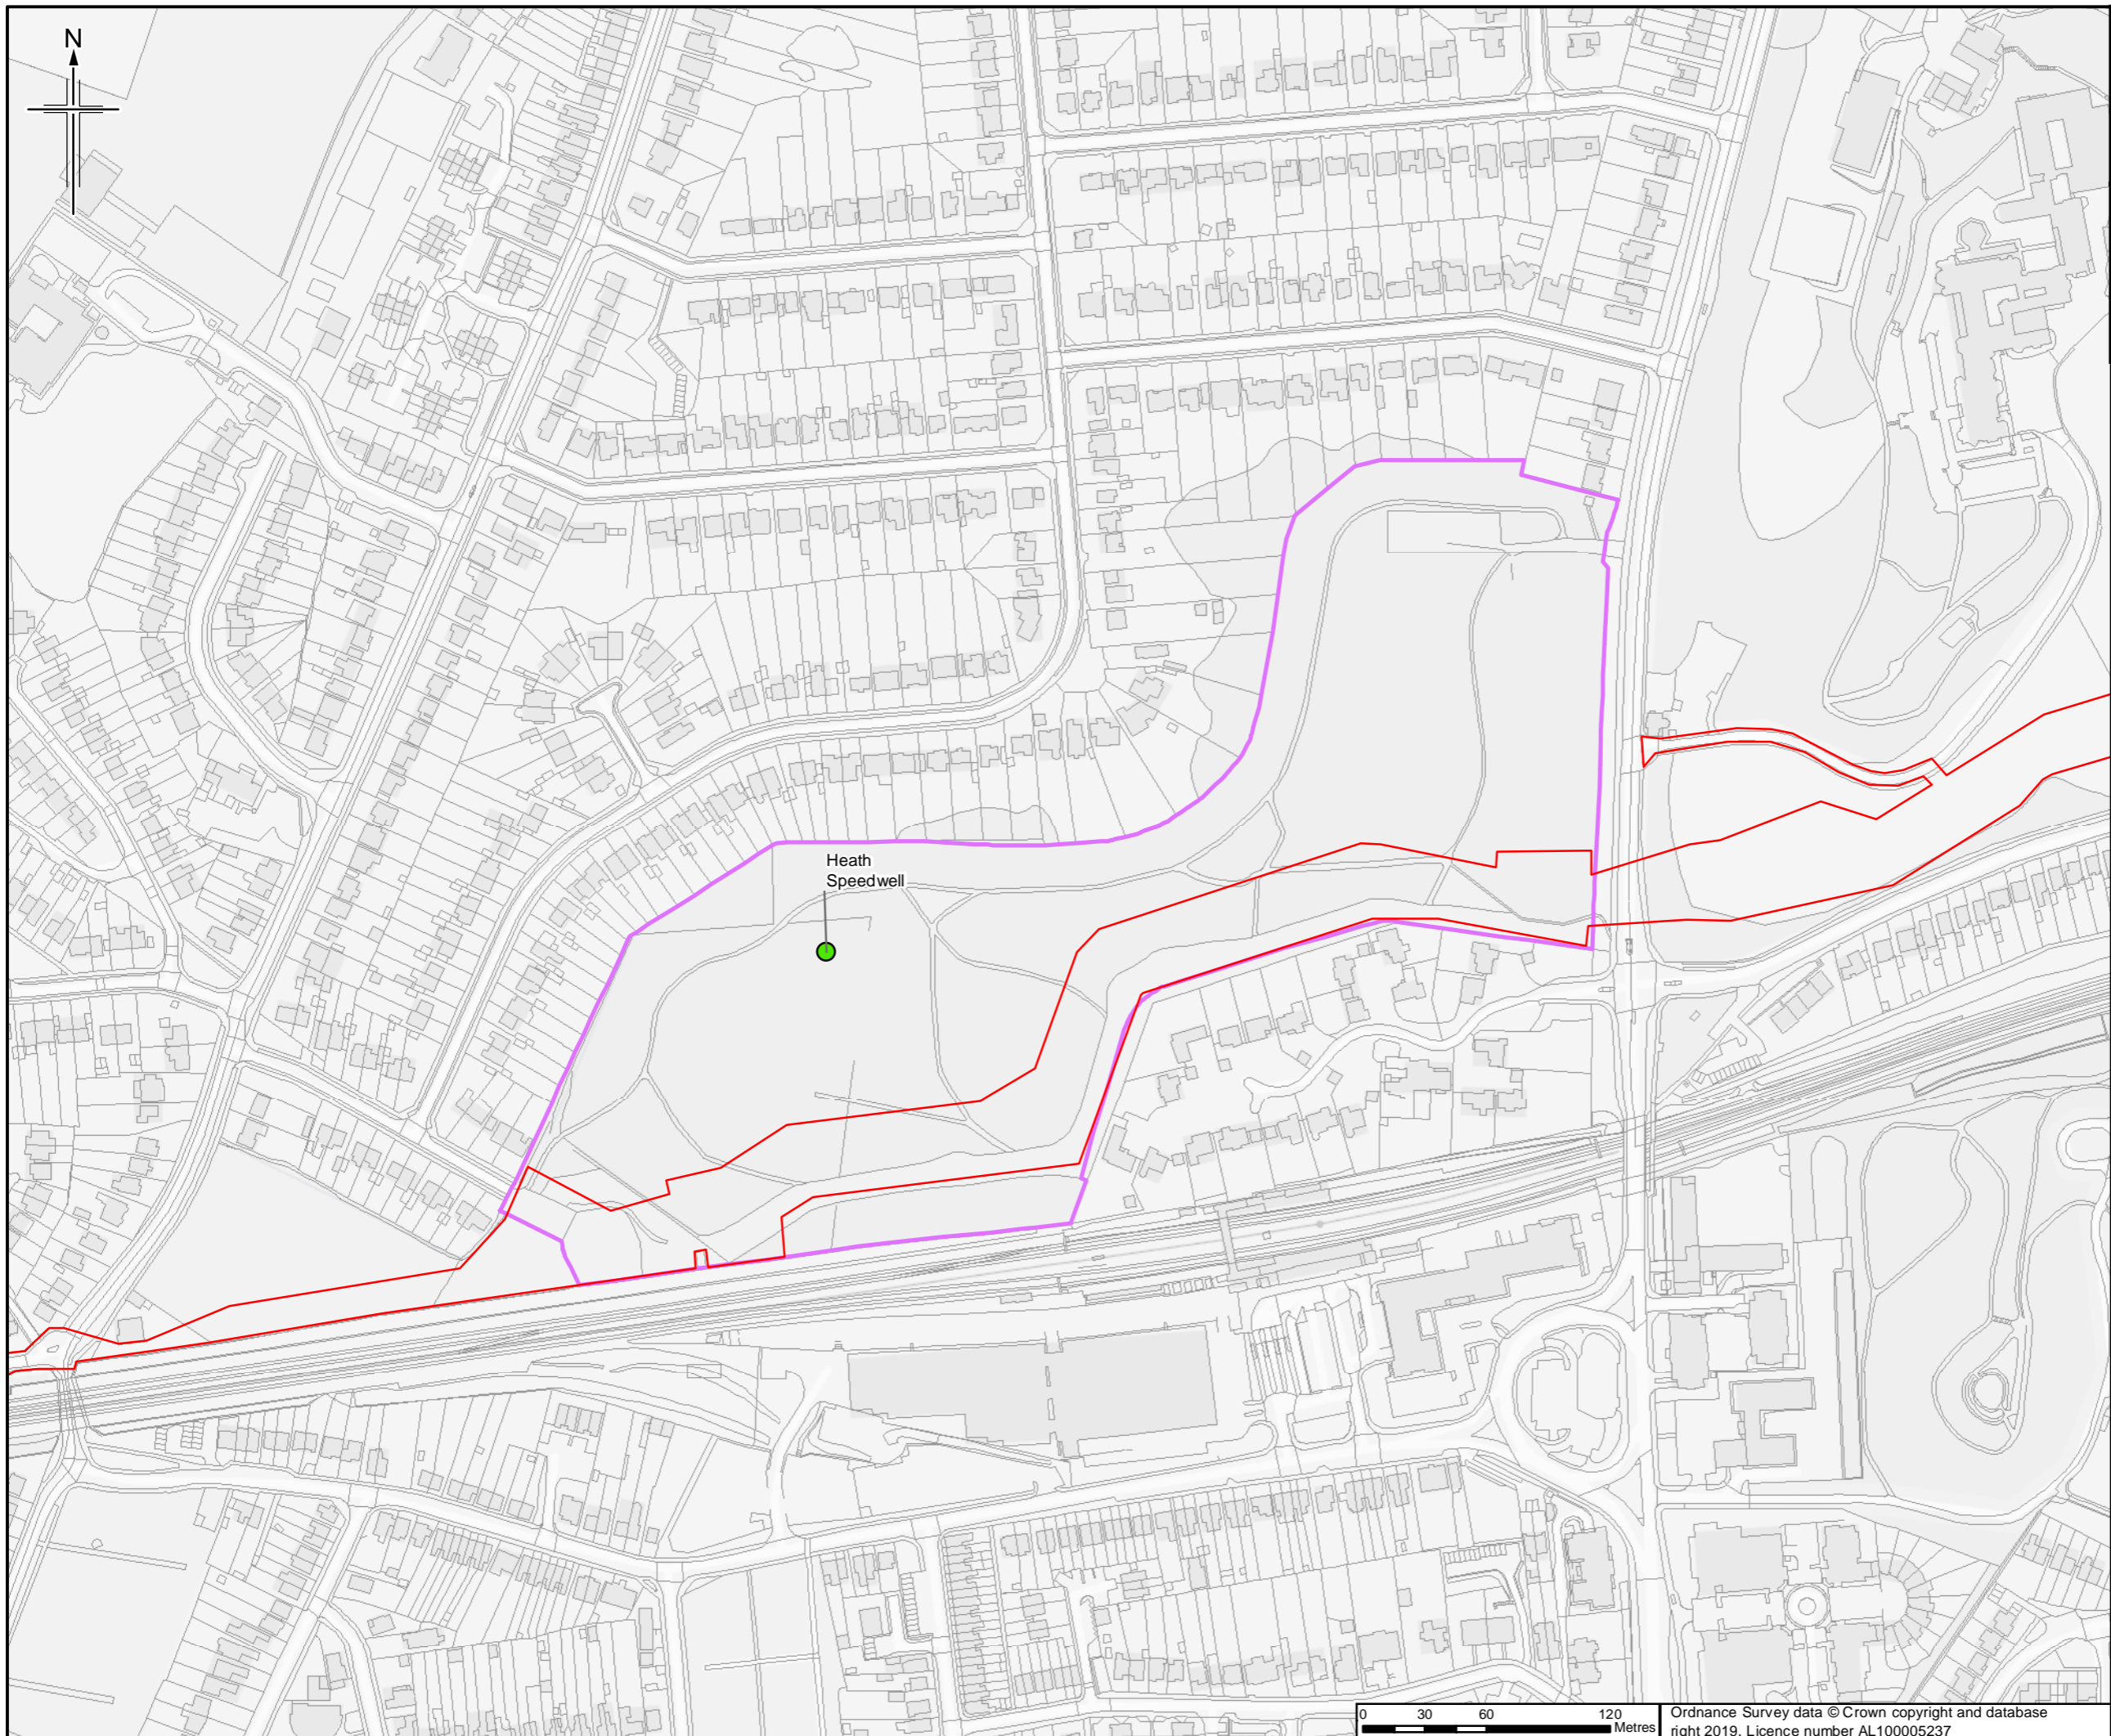 N
Heath
Speedwell
0 30 60 120
Metres
Ordnance Survey data © Crown copyright and database
right 2019. Licence number AL100005237